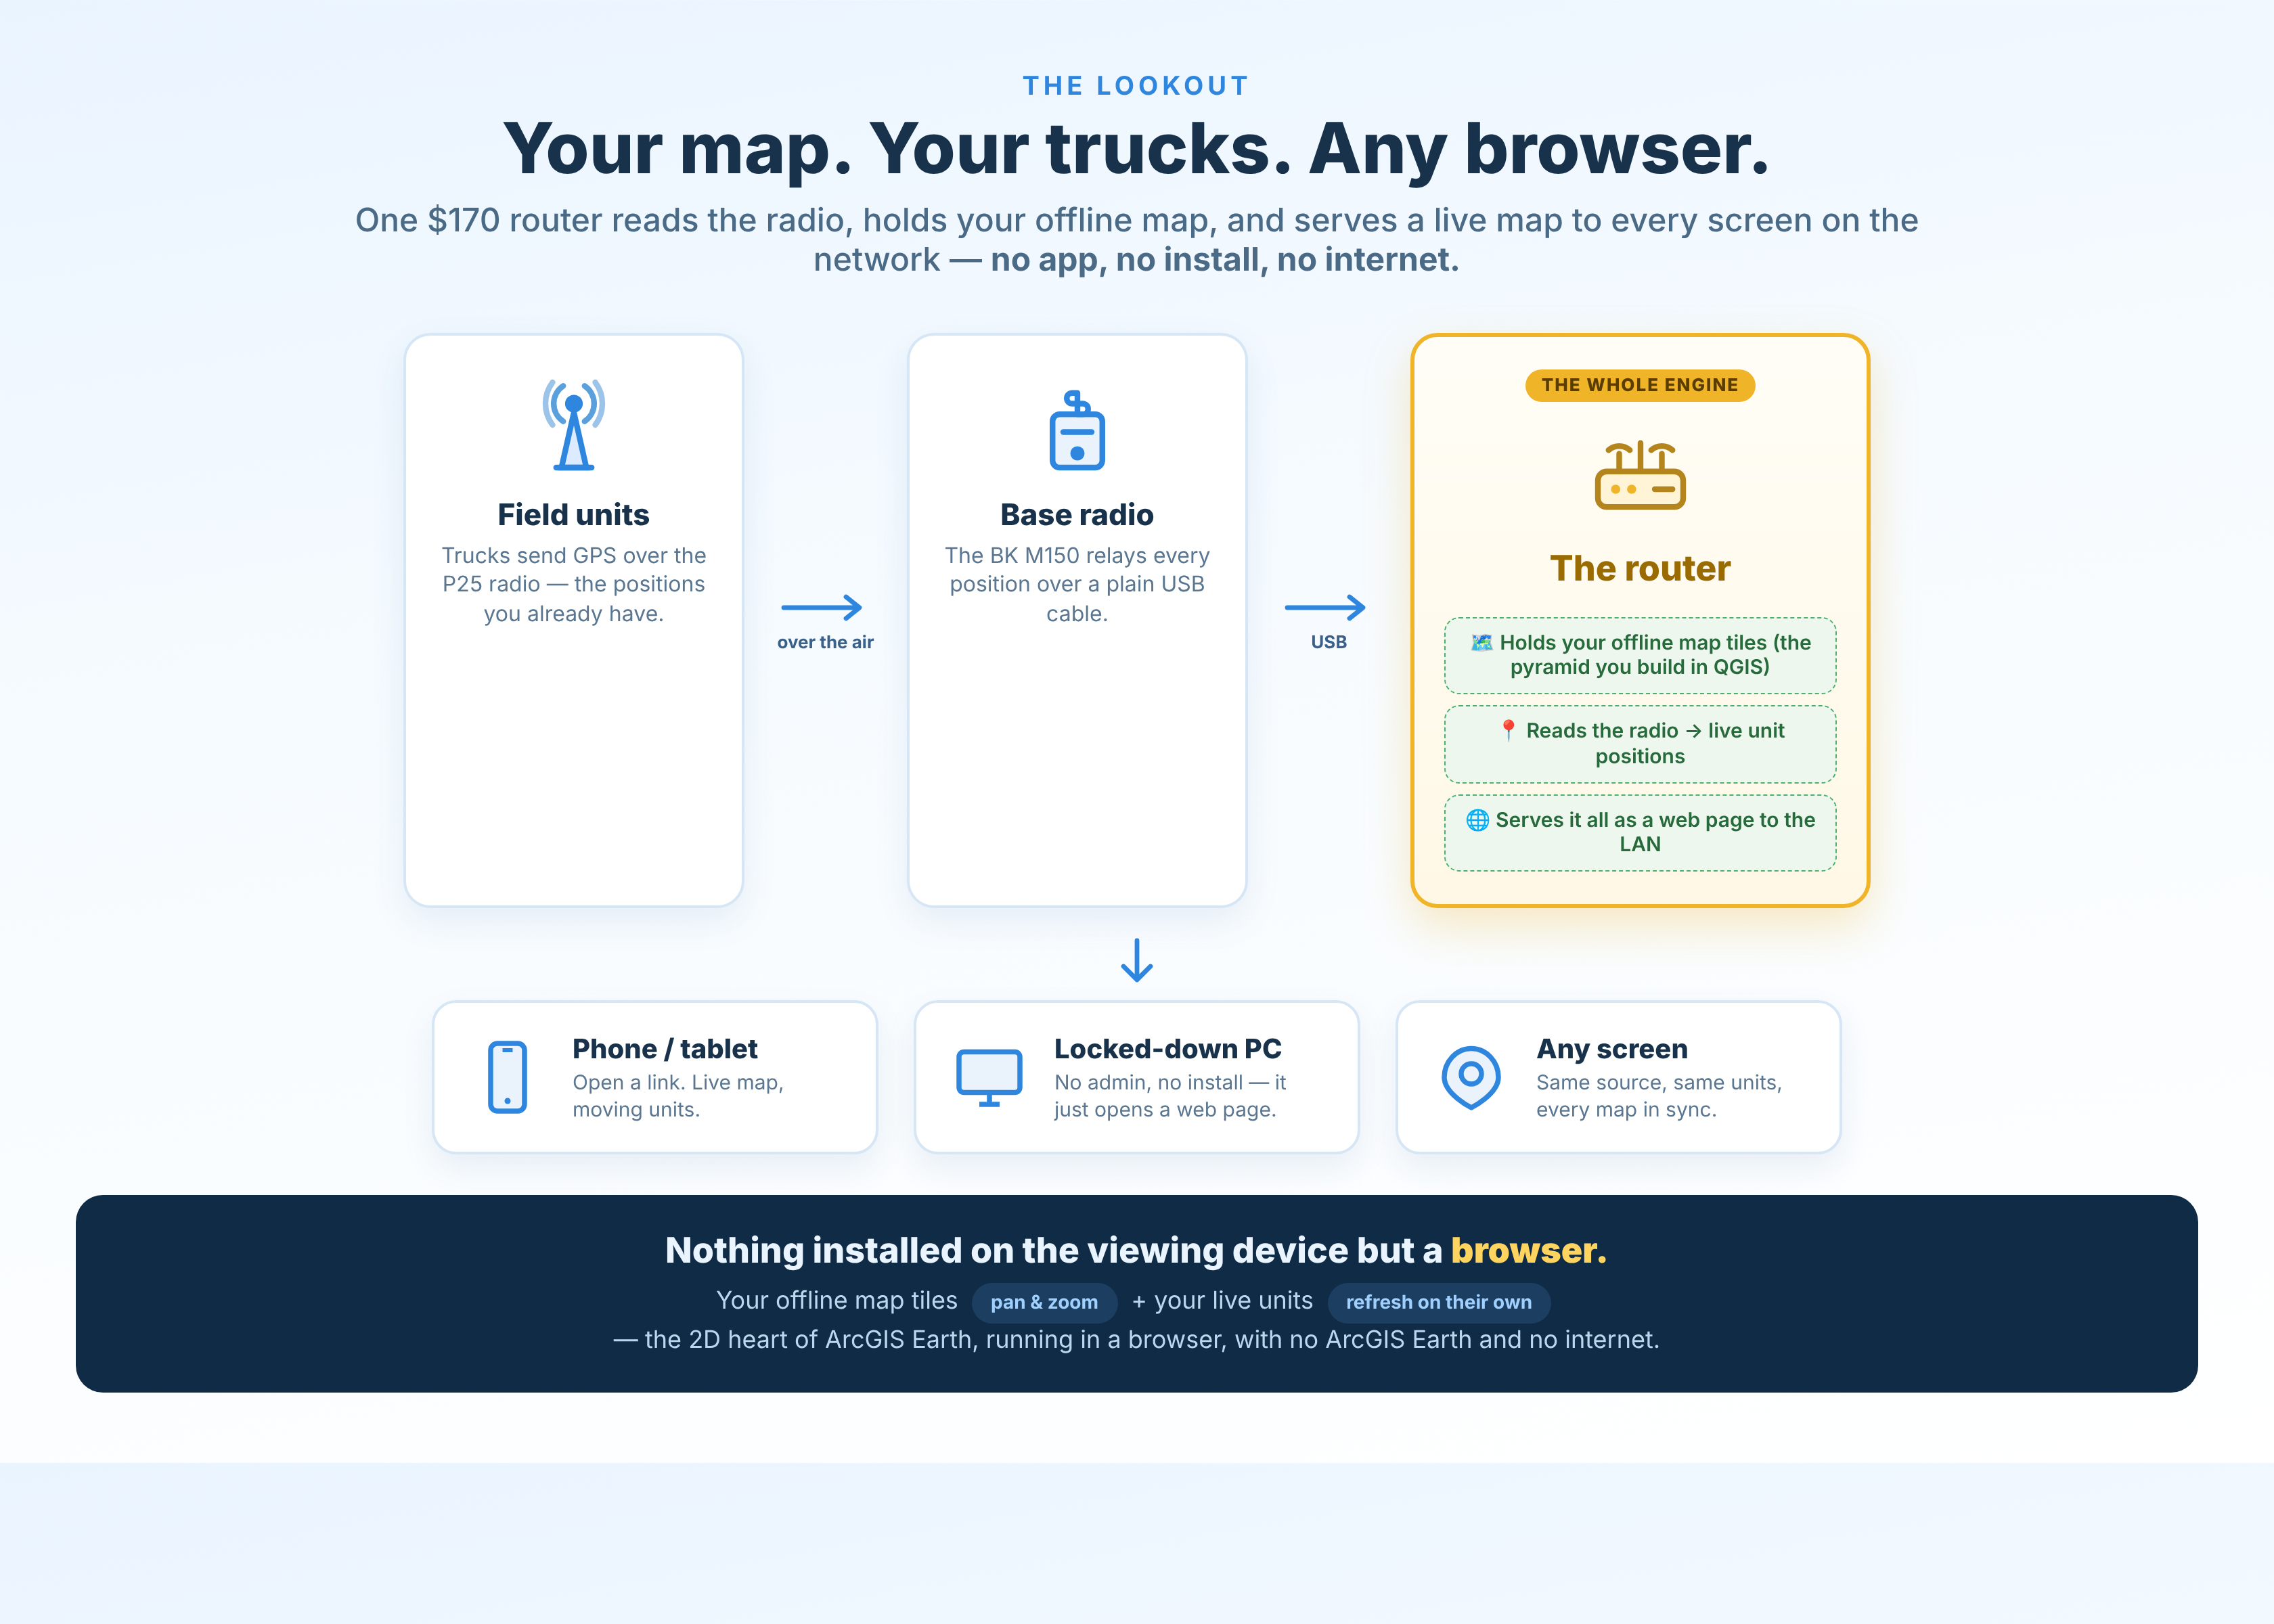 THE LOOKOUT
Your map. Your trucks. Any browser.
One $170 router reads the radio, holds your offline map, and serves a live map to every screen on the
network — no app, no install, no internet.
Field units
Trucks send GPS over the
P25 radio — the positions
you already have.
over the air
Base radio
The BK M150 relays every
position over a plain USB
cable.
USB
THE WHOLE ENGINE
The router
🗺️ Holds your offline map tiles (the
pyramid you build in QGIS)
📍 Reads the radio → live unit
positions
🌐 Serves it all as a web page to the
LAN
Phone / tablet
Open a link. Live map,
moving units.
Locked-down PC
No admin, no install — it
just opens a web page.
Any screen
Same source, same units,
every map in sync.
Nothing installed on the viewing device but a browser.
Your offline map tiles pan & zoom + your live units refresh on their own
— the 2D heart of ArcGIS Earth, running in a browser, with no ArcGIS Earth and no internet.